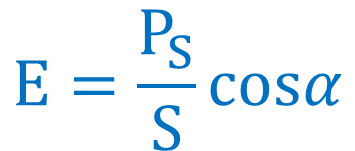 E = P_S/S cosα